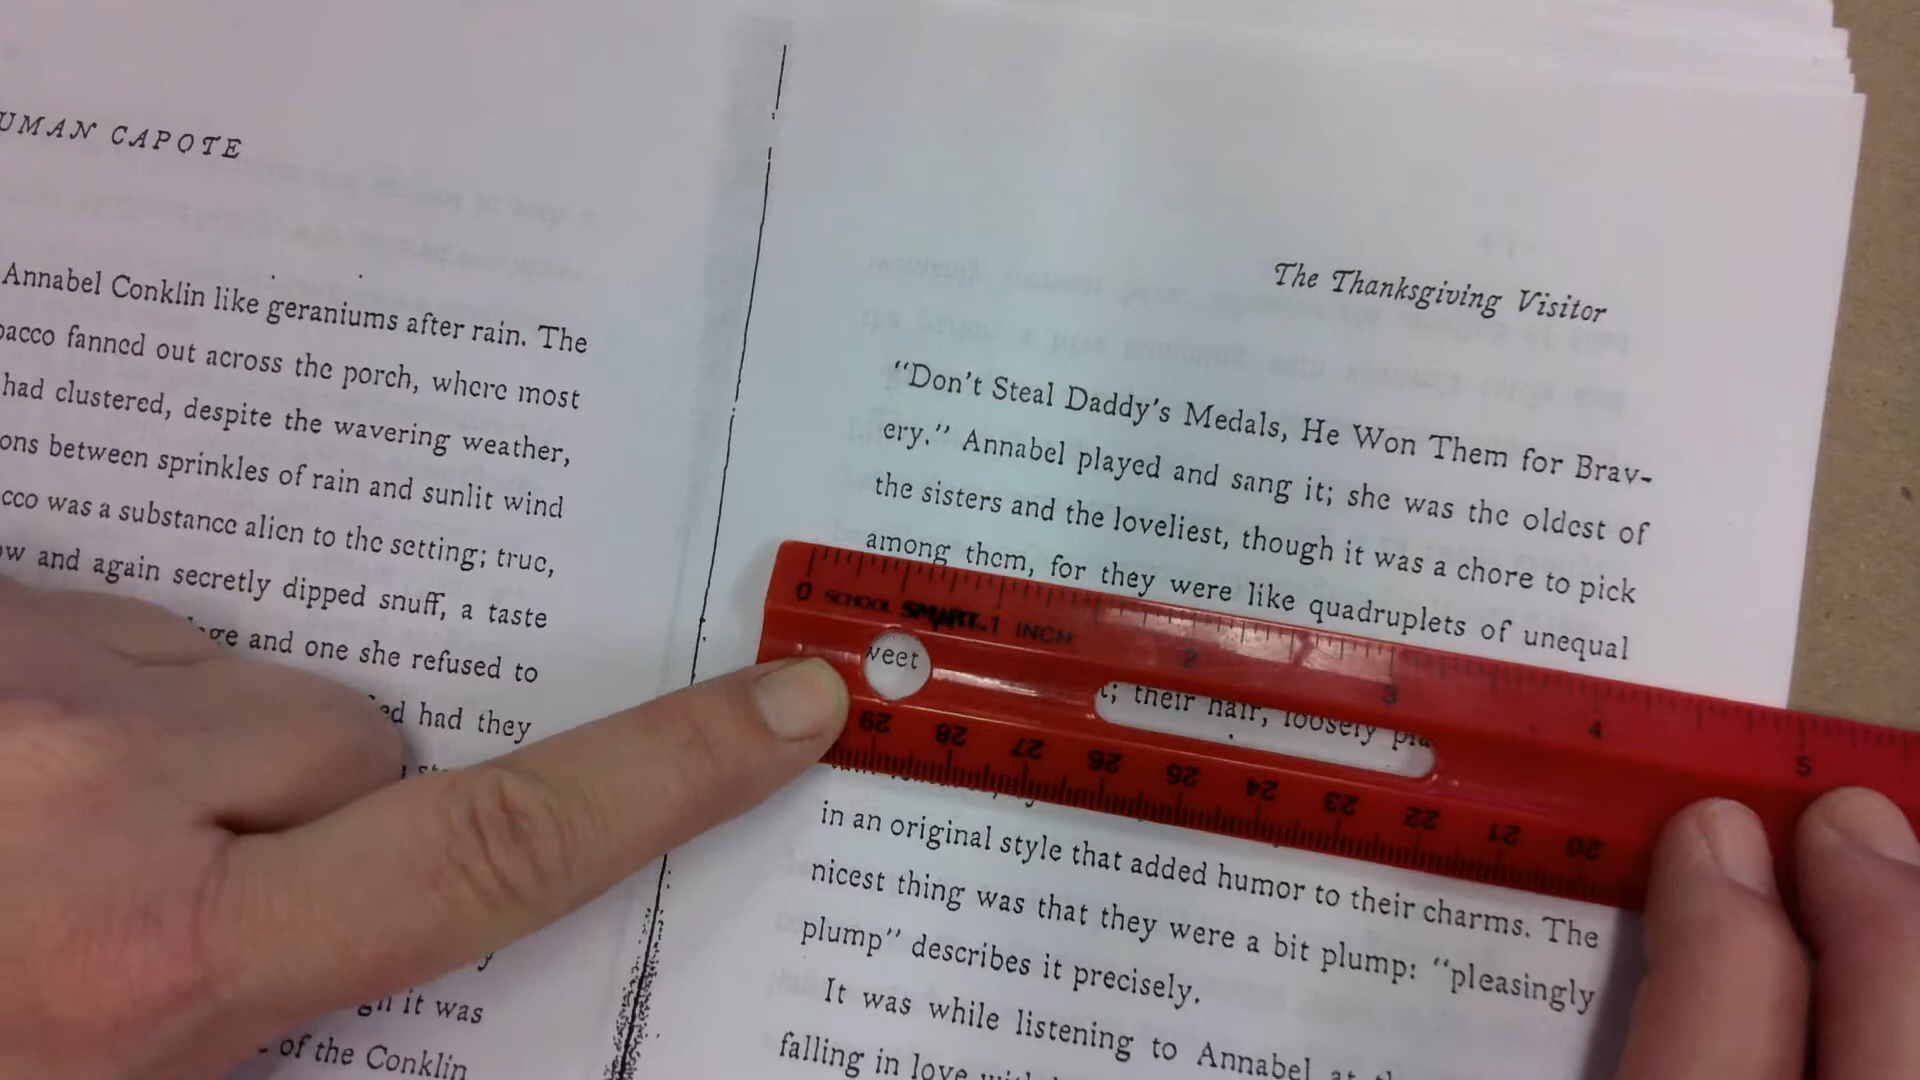 UMAN CAPOTE
Annabel Conklin like geraniums after rain. The
bacco fanned out across the porch, where most
had clustered, despite the wavering weather,
ons between sprinkles of rain and sunlit wind
cco was a substance alien to the setting; true,
ow and again secretly dipped snuff, a taste
and one she refused to
had they
it was
of the Conklin
The Thanksgiving Visitor
"Don't Steal Daddy's Medals, He Won Them for Brav-
ery." Annabel played and sang it; she was the oldest of
the sisters and the loveliest, though it was a chore to pick
among them, for they were like quadruplets of unequal
weet
t; their hair, loosely
in an original style that added humor to their charms. The
nicest thing was that they were a bit plump: "pleasingly
plump" describes it precisely.
It was while listening to Annabel at
falling in love
0 SCHOOL SMART 1 INCH 2 3 4 5
29 28 27 26 25 24 23 22 21 20